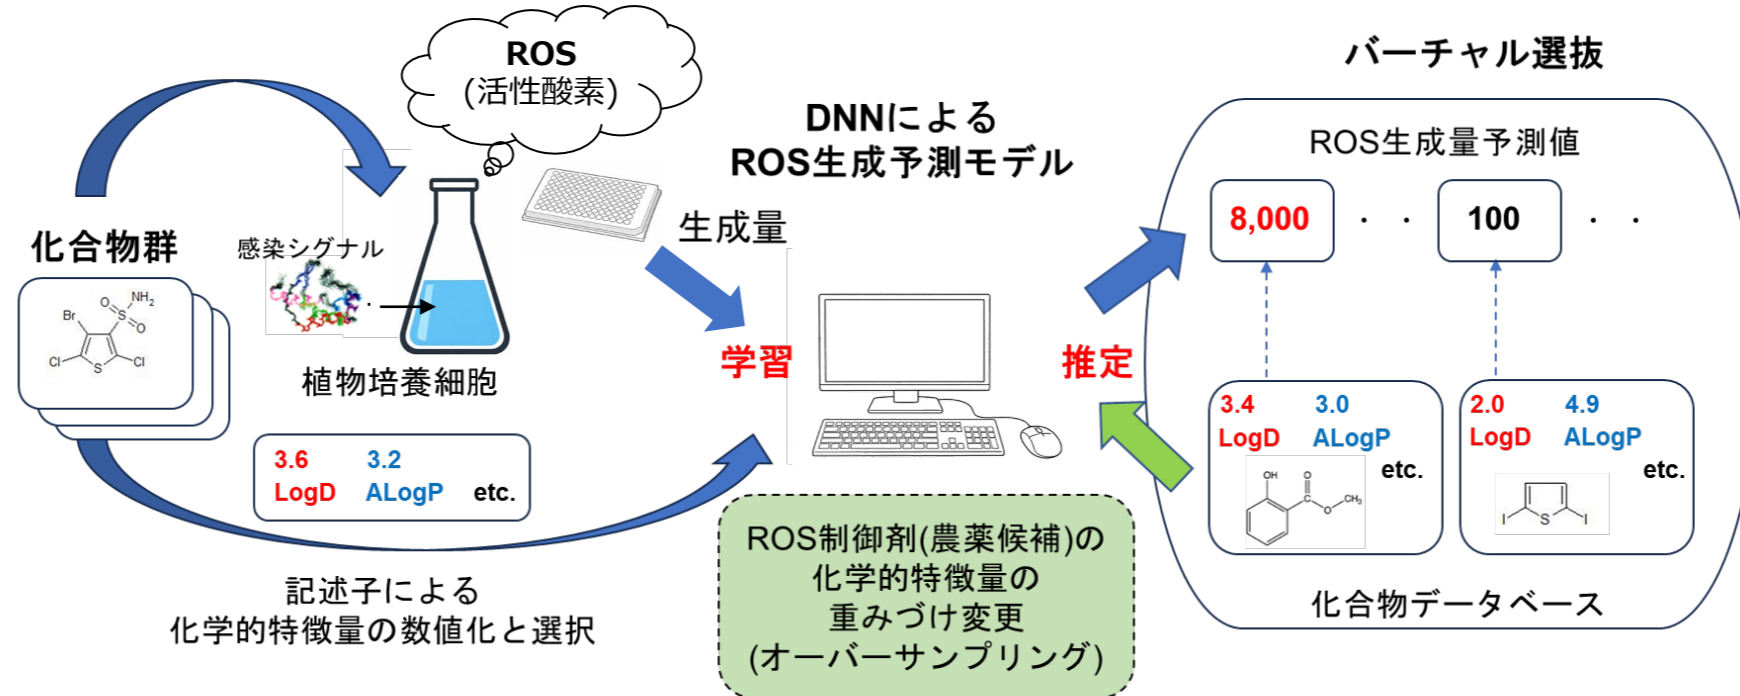 ROS
(活性酸素)
化合物群
NH₂
O
S
O
Br
Cl
S
Cl
感染シグナル
植物培養細胞
3.6 3.2
LogD ALogP etc.
記述子による
化学的特徴量の数値化と選択
DNNによる
ROS生成予測モデル
生成量
学習
推定
ROS制御剤(農薬候補)の
化学的特徴量の
重みづけ変更
(オーバーサンプリング)
バーチャル選抜
ROS生成量予測値
8,000 ・ ・ 100 ・ ・
3.4 3.0
LogD ALogP
etc.
OH
O
C
O
CH₃
2.0 4.9
LogD ALogP
etc.
I
S
I
化合物データベース